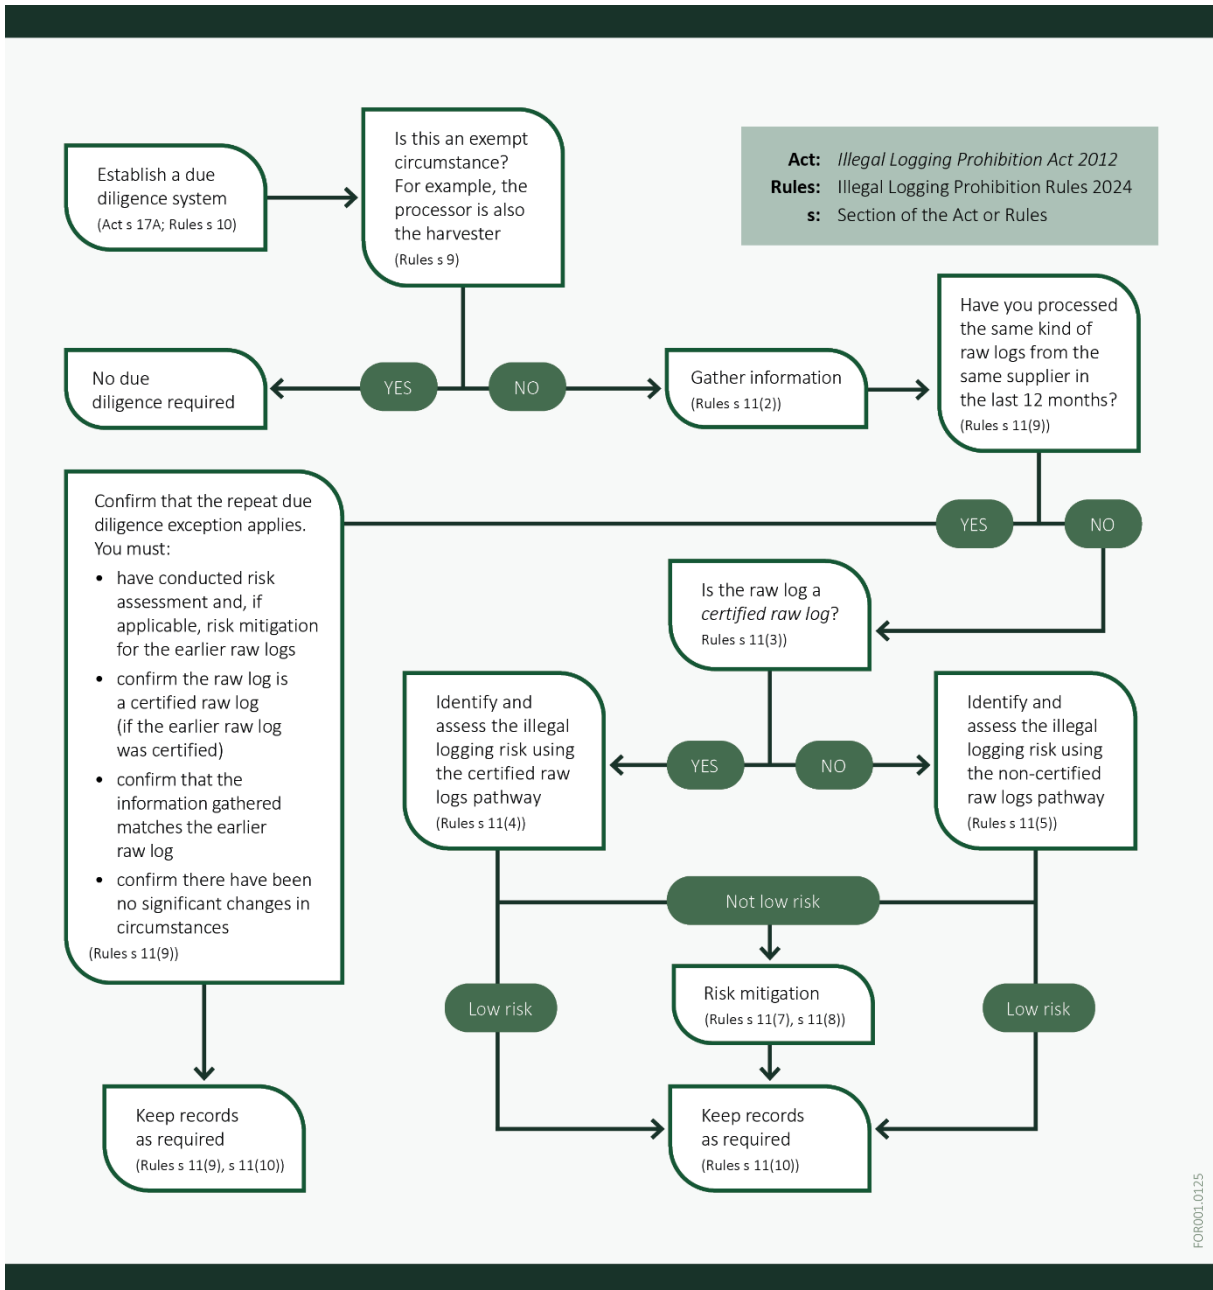 Establish a due
diligence system
(Act s 17A; Rules s 10)
Is this an exempt
circumstance?
For example, the
processor is also
the harvester
(Rules s 9)
Act: Illegal Logging Prohibition Act 2012
Rules: Illegal Logging Prohibition Rules 2024
s: Section of the Act or Rules
YES
NO
No due
diligence required
Gather information
(Rules s 11(2))
Have you processed
the same kind of
raw logs from the
same supplier in
the last 12 months?
(Rules s 11(9))
YES
NO
Confirm that the repeat due
diligence exception applies.
You must:
• have conducted risk
assessment and, if
applicable, risk mitigation
for the earlier raw logs
• confirm the raw log is
a certified raw log
(if the earlier raw log
was certified)
• confirm that the
information gathered
matches the earlier
raw log
• confirm there have been
no significant changes in
circumstances
(Rules s 11(9))
Keep records
as required
(Rules s 11(9), s 11(10))
Is the raw log a
certified raw log?
Rules s 11(3))
YES
NO
Identify and
assess the illegal
logging risk using
the certified raw
logs pathway
(Rules s 11(4))
Identify and
assess the illegal
logging risk using
the non-certified
raw logs pathway
(Rules s 11(5))
Not low risk
Low risk
Risk mitigation
(Rules s 11(7), s 11(8))
Low risk
Keep records
as required
(Rules s 11(10))
FOR001.0125